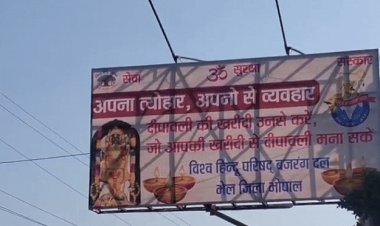 सेवा ॐ सुरक्षा संस्कार
अपना त्योहार, अपनो से व्यवहार
दीपावली की खरीदी उनसे करें,
जो आपकी खरीदी से दीपावली मना सकें
विश्व हिन्दू परिषद बजरंग दल
भेल जिला भोपाल